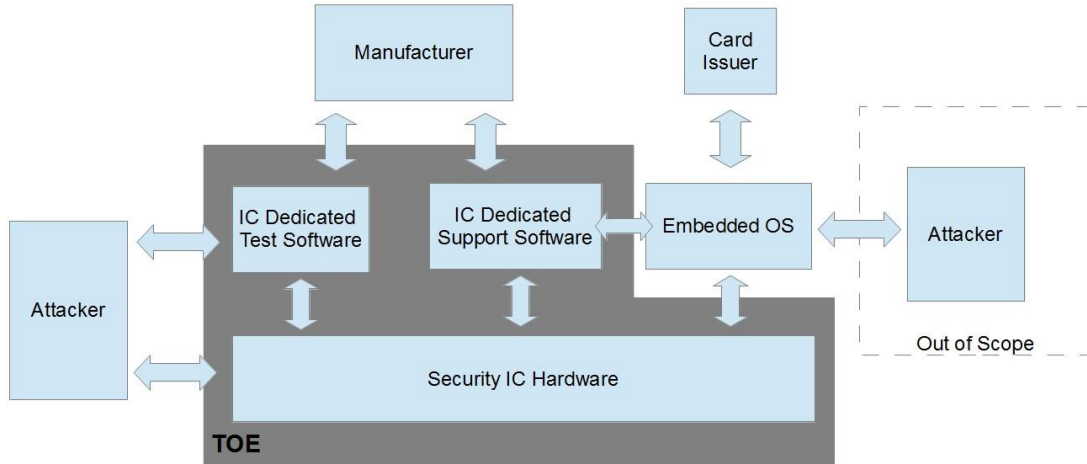 Manufacturer
Card
Issuer
IC Dedicated
Test Software
IC Dedicated
Support Software
Embedded OS
Attacker
Attacker
Out of Scope
Security IC Hardware
TOE